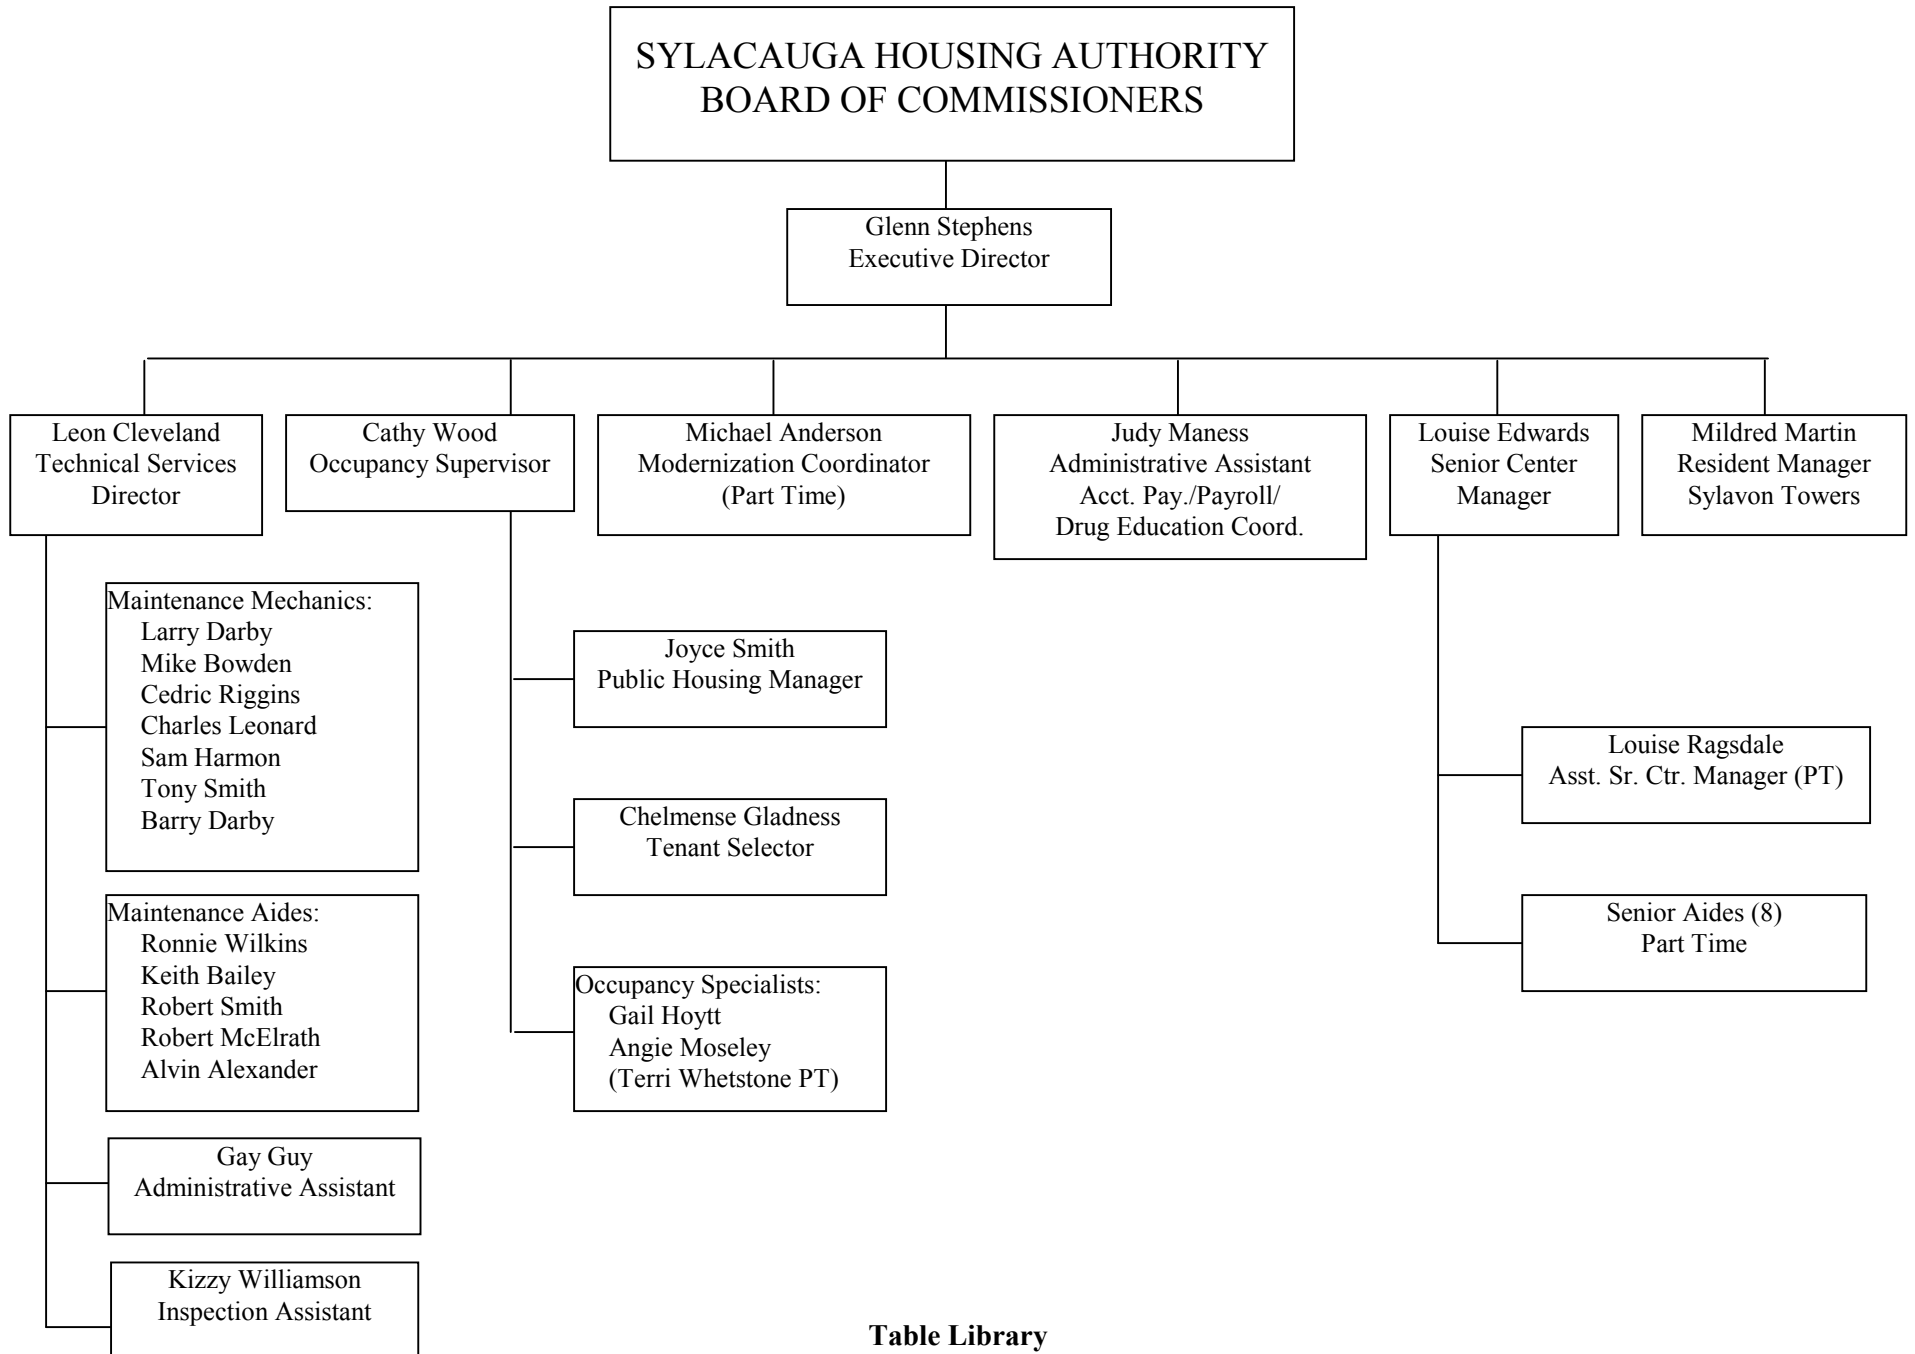 SYLACAUGA HOUSING AUTHORITY
BOARD OF COMMISSIONERS
Glenn Stephens
Executive Director
Leon Cleveland
Technical Services
Director
Cathy Wood
Occupancy Supervisor
Michael Anderson
Modernization Coordinator
(Part Time)
Judy Maness
Administrative Assistant
Acct. Pay./Payroll/
Drug Education Coord.
Louise Edwards
Senior Center
Manager
Mildred Martin
Resident Manager
Sylavon Towers
Maintenance Mechanics:
Larry Darby
Mike Bowden
Cedric Riggins
Charles Leonard
Sam Harmon
Tony Smith
Barry Darby
Maintenance Aides:
Ronnie Wilkins
Keith Bailey
Robert Smith
Robert McElrath
Alvin Alexander
Gay Guy
Administrative Assistant
Kizzy Williamson
Inspection Assistant
Joyce Smith
Public Housing Manager
Chelmense Gladness
Tenant Selector
Occupancy Specialists:
Gail Hoytt
Angie Moseley
(Terri Whetstone PT)
Louise Ragsdale
Asst. Sr. Ctr. Manager (PT)
Senior Aides (8)
Part Time
Table Library